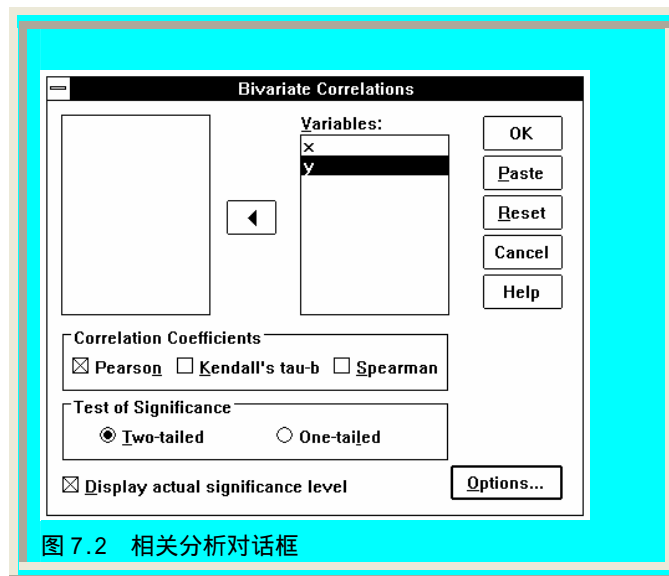 Bivariate Correlations
Variables:
x
y
OK
Paste
Reset
Cancel
Help
Correlation Coefficients
Pearson Kendall's tau-b Spearman
Test of Significance
Two-tailed One-tailed
Display actual significance level
Options...
图 7.2 相关分析对话框